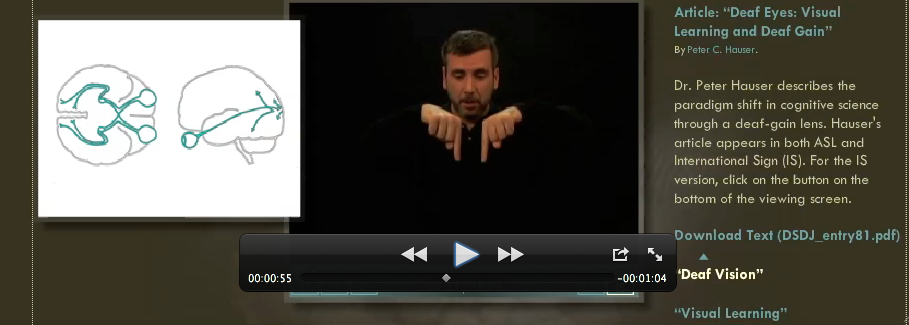 Article: “Deaf Eyes: Visual
Learning and Deaf Gain”
By Peter C. Hauser.
Dr. Peter Hauser describes the
paradigm shift in cognitive science
through a deaf-gain lens. Hauser's
article appears in both ASL and
International Sign (IS). For the IS
version, click on the button on the
bottom of the viewing screen.
Download Text (DSDJ_entry81.pdf)
“Deaf Vision”
“Visual Learning”
00:00:55
-00:01:04